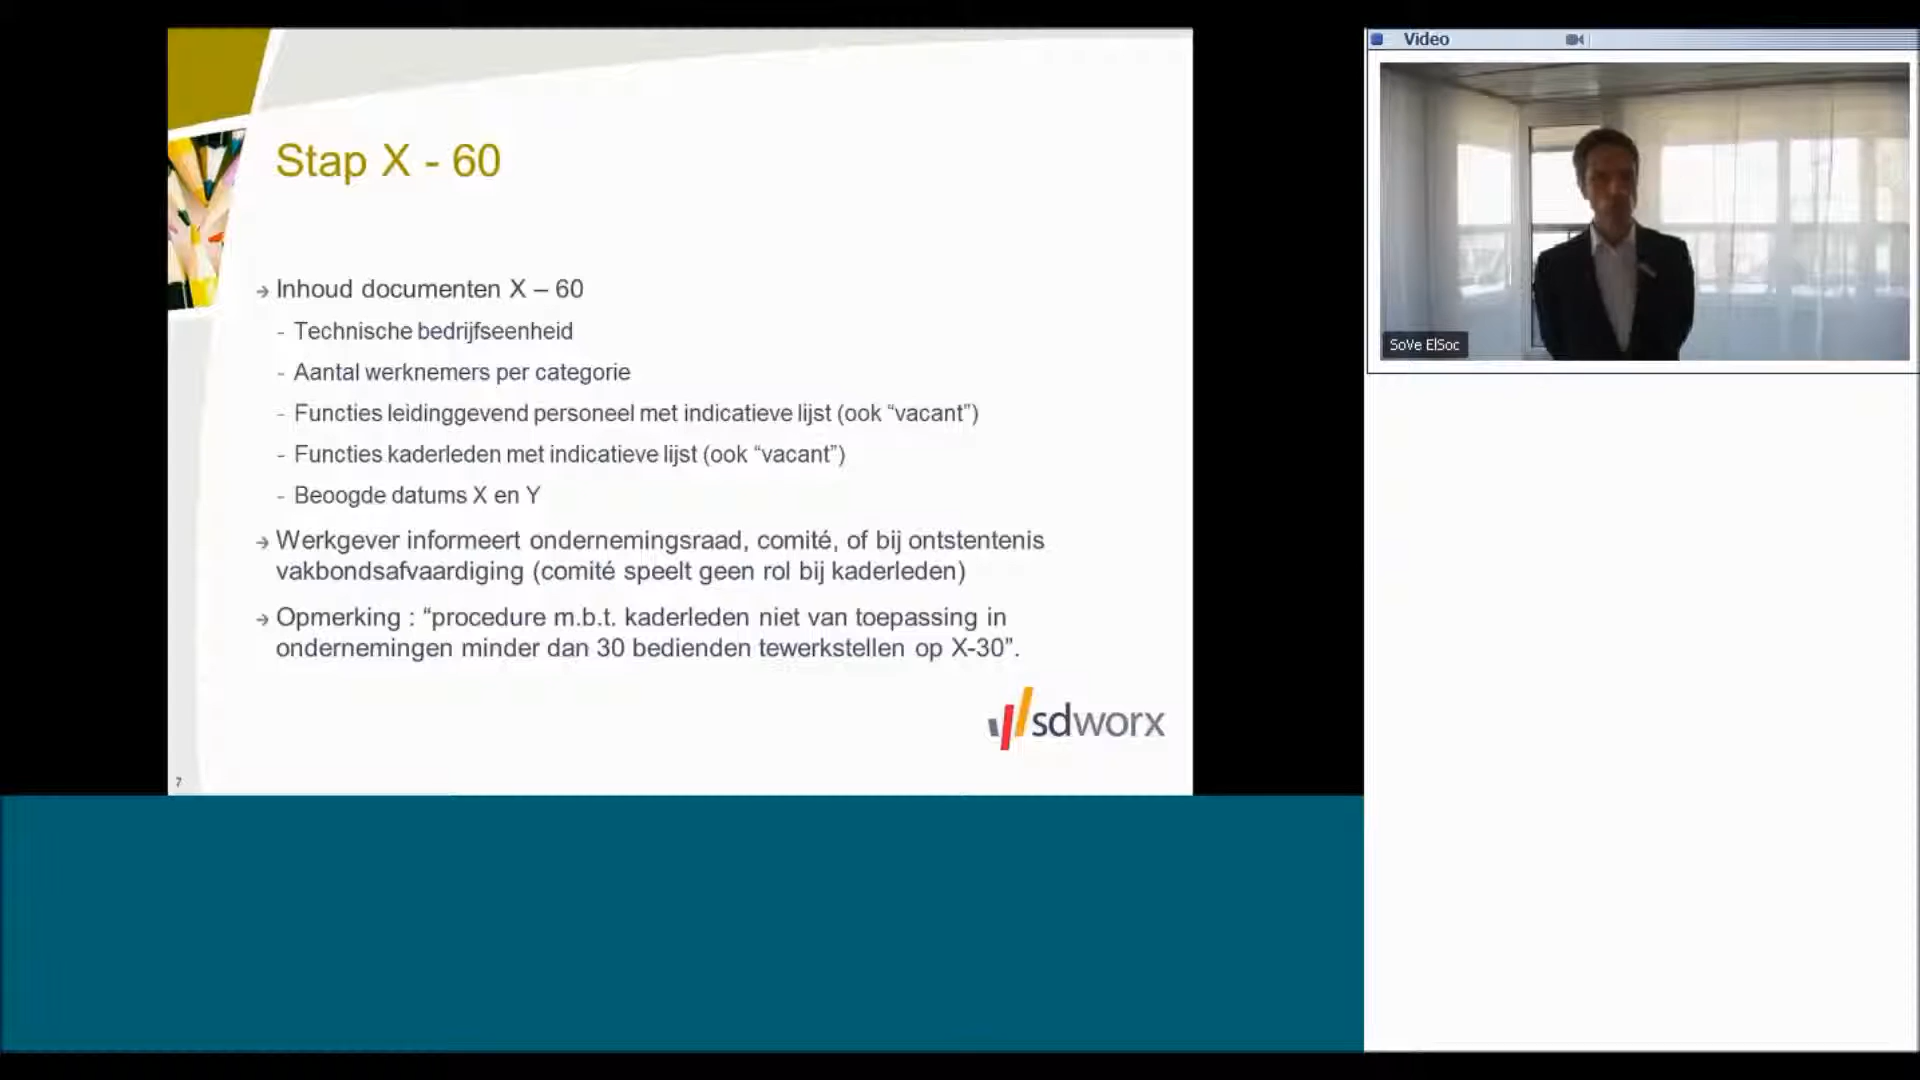 Stap X - 60
→ Inhoud documenten X – 60
- Technische bedrijfseenheid
- Aantal werknemers per categorie
- Functies leidinggevend personeel met indicatieve lijst (ook “vacant”)
- Functies kaderleden met indicatieve lijst (ook “vacant”)
- Beoogde datums X en Y
→ Werkgever informeert ondernemingsraad, comité, of bij ontstentenis
vakbondsafvaardiging (comité speelt geen rol bij kaderleden)
→ Opmerking : “procedure m.b.t. kaderleden niet van toepassing in
ondernemingen minder dan 30 bedienden tewerkstellen op X-30”.
sdworx
7
Video
SoVe ElSoc